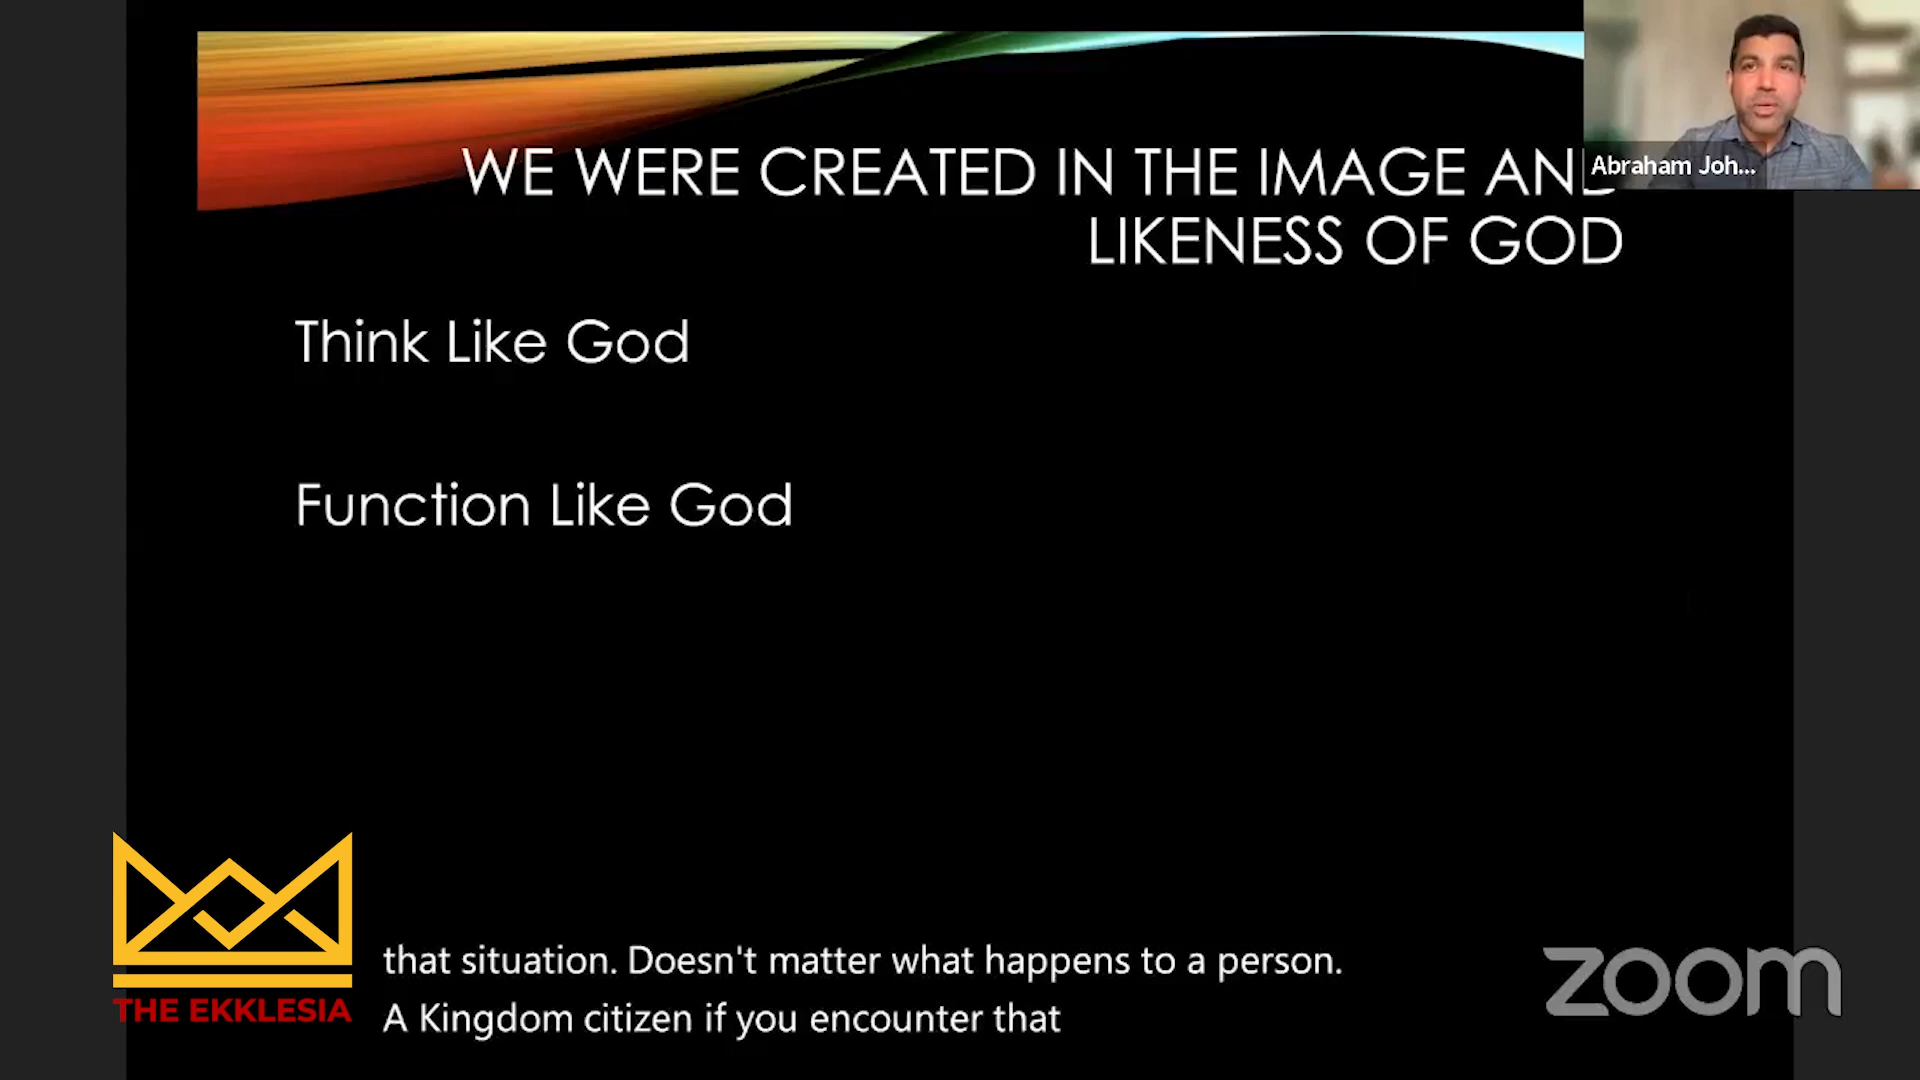 WE WERE CREATED IN THE IMAGE AND
LIKENESS OF GOD
Abraham Joh...
Think Like God
Function Like God
THE EKKLESIA
that situation. Doesn't matter what happens to a person.
A Kingdom citizen if you encounter that
zoom